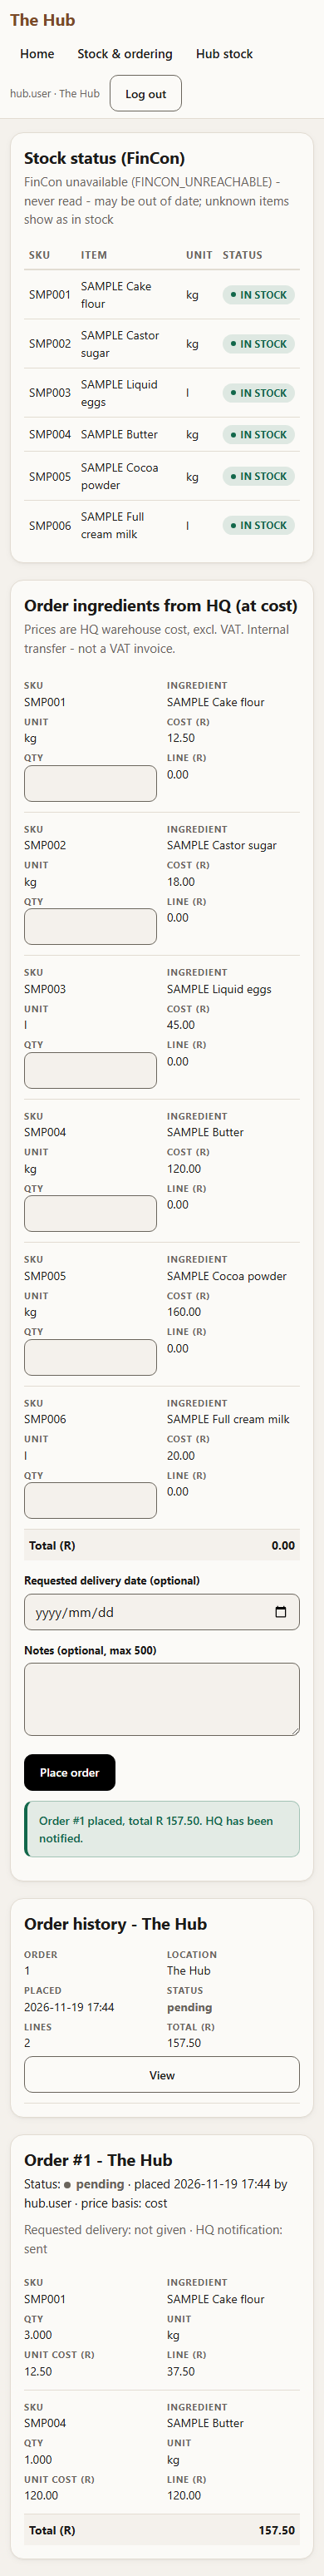 The Hub
Home Stock & ordering Hub stock
hub.user · The Hub Log out
Stock status (FinCon)
FinCon unavailable (FINCON_UNREACHABLE) -
never read - may be out of date; unknown items
show as in stock
SKU ITEM UNIT STATUS
SMP001 SAMPLE Cake flour kg IN STOCK
SMP002 SAMPLE Castor sugar kg IN STOCK
SMP003 SAMPLE Liquid eggs l IN STOCK
SMP004 SAMPLE Butter kg IN STOCK
SMP005 SAMPLE Cocoa powder kg IN STOCK
SMP006 SAMPLE Full cream milk l IN STOCK
Order ingredients from HQ (at cost)
Prices are HQ warehouse cost, excl. VAT. Internal
transfer - not a VAT invoice.
SKU INGREDIENT
SMP001 SAMPLE Cake flour
UNIT COST (R)
kg 12.50
QTY LINE (R)
0.00
SKU INGREDIENT
SMP002 SAMPLE Castor sugar
UNIT COST (R)
kg 18.00
QTY LINE (R)
0.00
SKU INGREDIENT
SMP003 SAMPLE Liquid eggs
UNIT COST (R)
l 45.00
QTY LINE (R)
0.00
SKU INGREDIENT
SMP004 SAMPLE Butter
UNIT COST (R)
kg 120.00
QTY LINE (R)
0.00
SKU INGREDIENT
SMP005 SAMPLE Cocoa powder
UNIT COST (R)
kg 160.00
QTY LINE (R)
0.00
SKU INGREDIENT
SMP006 SAMPLE Full cream milk
UNIT COST (R)
l 20.00
QTY LINE (R)
0.00
Total (R) 0.00
Requested delivery date (optional)
yyyy/mm/dd
Notes (optional, max 500)
Place order
Order #1 placed, total R 157.50. HQ has been
notified.
Order history - The Hub
ORDER LOCATION
1 The Hub
PLACED STATUS
2026-11-19 17:44 pending
LINES TOTAL (R)
2 157.50
View
Order #1 - The Hub
Status: pending · placed 2026-11-19 17:44 by
hub.user · price basis: cost
Requested delivery: not given · HQ notification:
sent
SKU INGREDIENT
SMP001 SAMPLE Cake flour
QTY UNIT
3.000 kg
UNIT COST (R) LINE (R)
12.50 37.50
SKU INGREDIENT
SMP004 SAMPLE Butter
QTY UNIT
1.000 kg
UNIT COST (R) LINE (R)
120.00 120.00
Total (R) 157.50